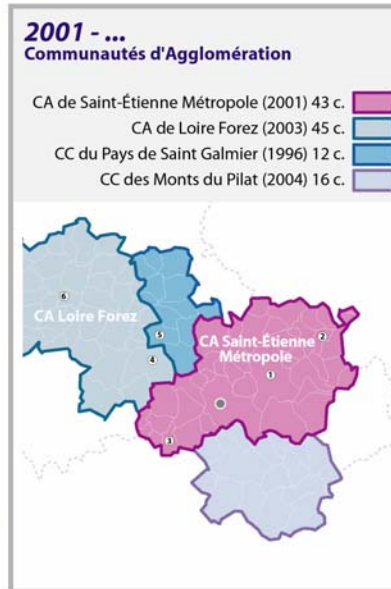 2001 - ...
Communautés d'Agglomération
CA de Saint-Étienne Métropole (2001) 43 c.
CA de Loire Forez (2003) 45 c.
CC du Pays de Saint Galmier (1996) 12 c.
CC des Monts du Pilat (2004) 16 c.
6
CA Loire Forez
5
CA Saint-Étienne
Métropole
2
4
1
3